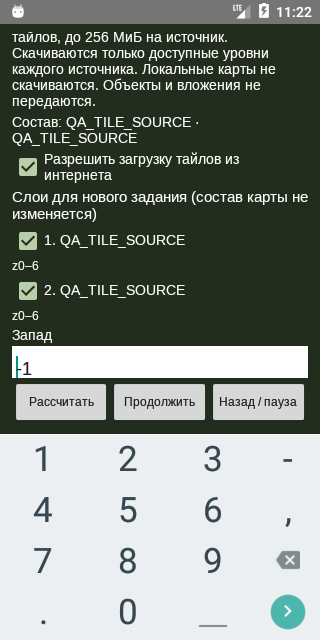 LTE 11:22
тайлов, до 256 МиБ на источник.
Скачиваются только доступные уровни
каждого источника. Локальные карты не
скачиваются. Объекты и вложения не
передаются.
Состав: QA_TILE_SOURCE ·
QA_TILE_SOURCE
Разрешить загрузку тайлов из
интернета
Слои для нового задания (состав карты не
изменяется)
1. QA_TILE_SOURCE
z0–6
2. QA_TILE_SOURCE
z0–6
Запад
-1
Рассчитать Продолжить Назад / пауза
1 2 3 -
4 5 6 ,
7 8 9
. 0 _